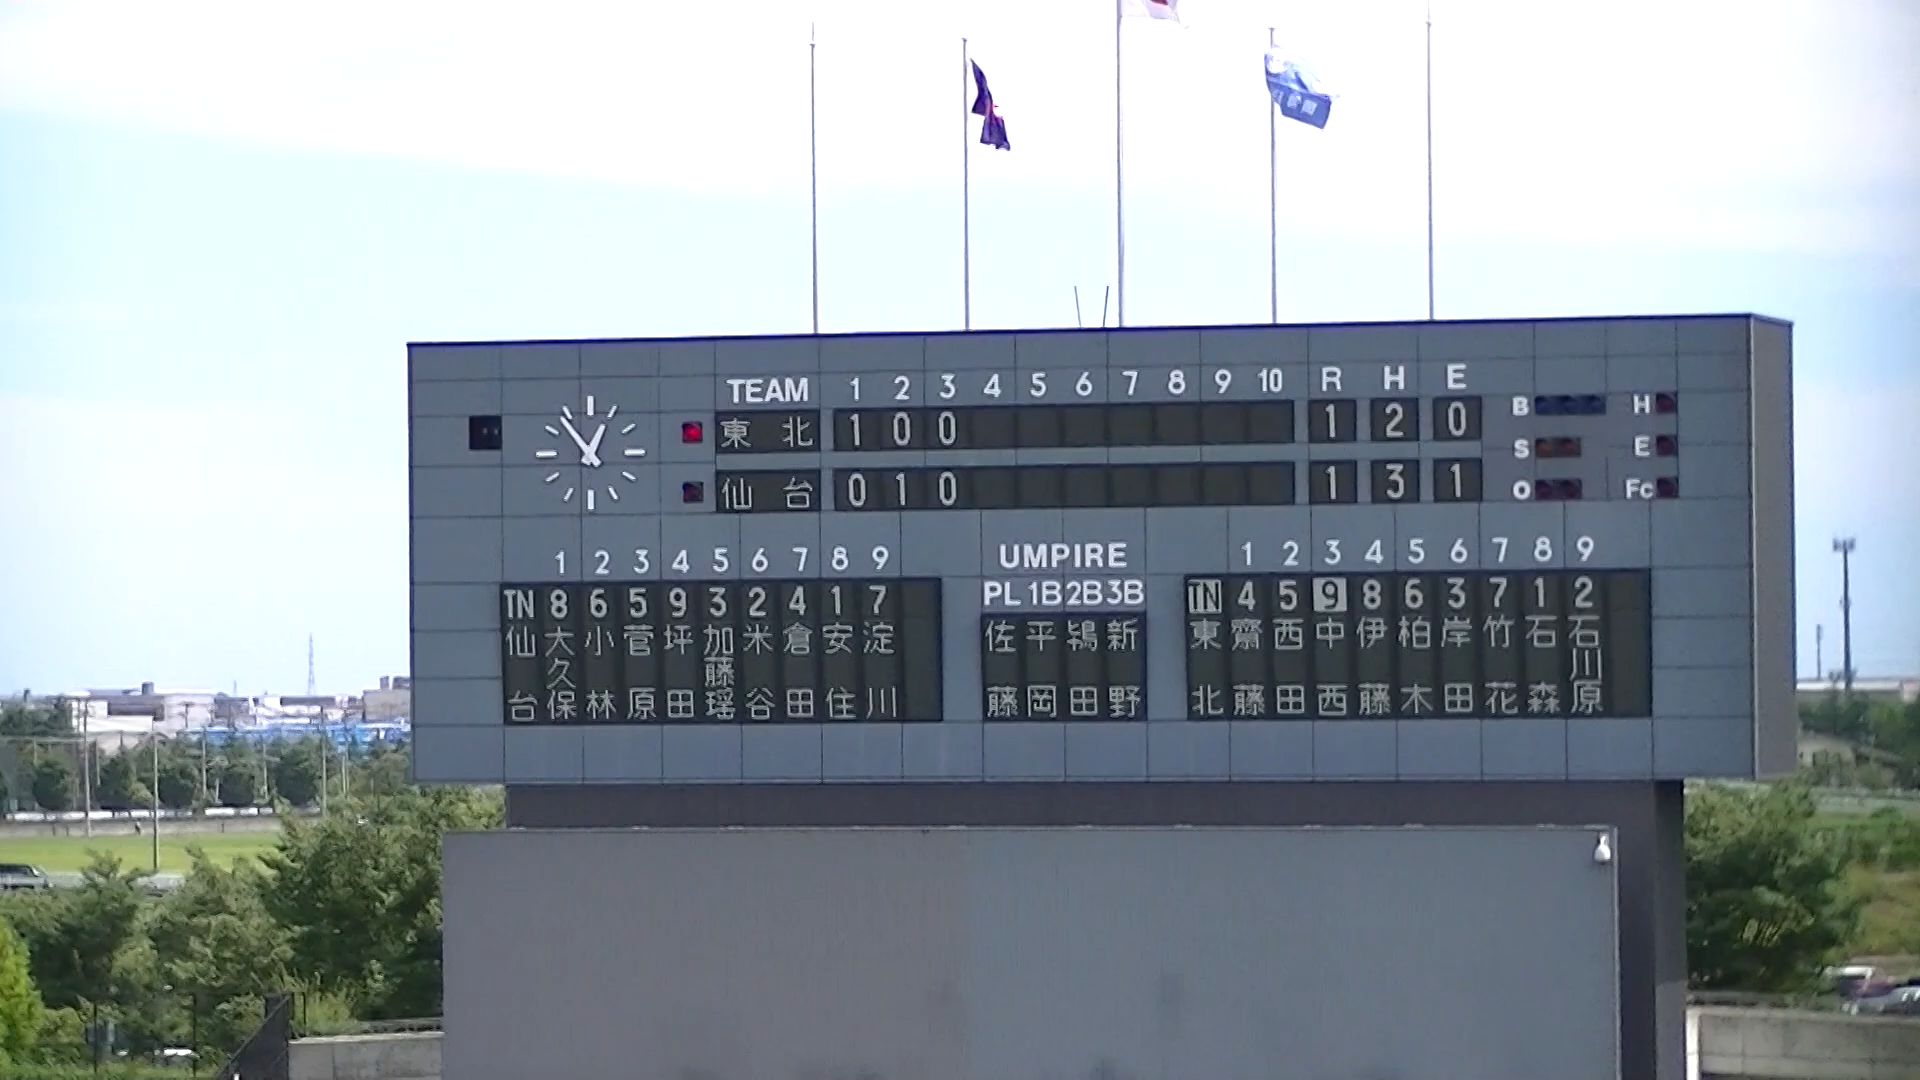 新聞
TEAM 1 2 3 4 5 6 7 8 9 10 R H E
東北 1 0 0 1 2 0
仙台 0 1 0 1 3 1
B H
S E
O Fc
1 2 3 4 5 6 7 8 9
TN 8 6 5 9 3 2 4 1 7
仙台
大久保
小林
菅原
坪田
加藤瑶
米谷
倉田
安住
淀川
UMPIRE
PL 1B 2B 3B
佐藤
平岡
鴇田
新野
1 2 3 4 5 6 7 8 9
TN 4 5 9 8 6 3 7 1 2
東北
齋藤
西田
中西
伊藤
柏木
岸田
竹花
石森
石川原